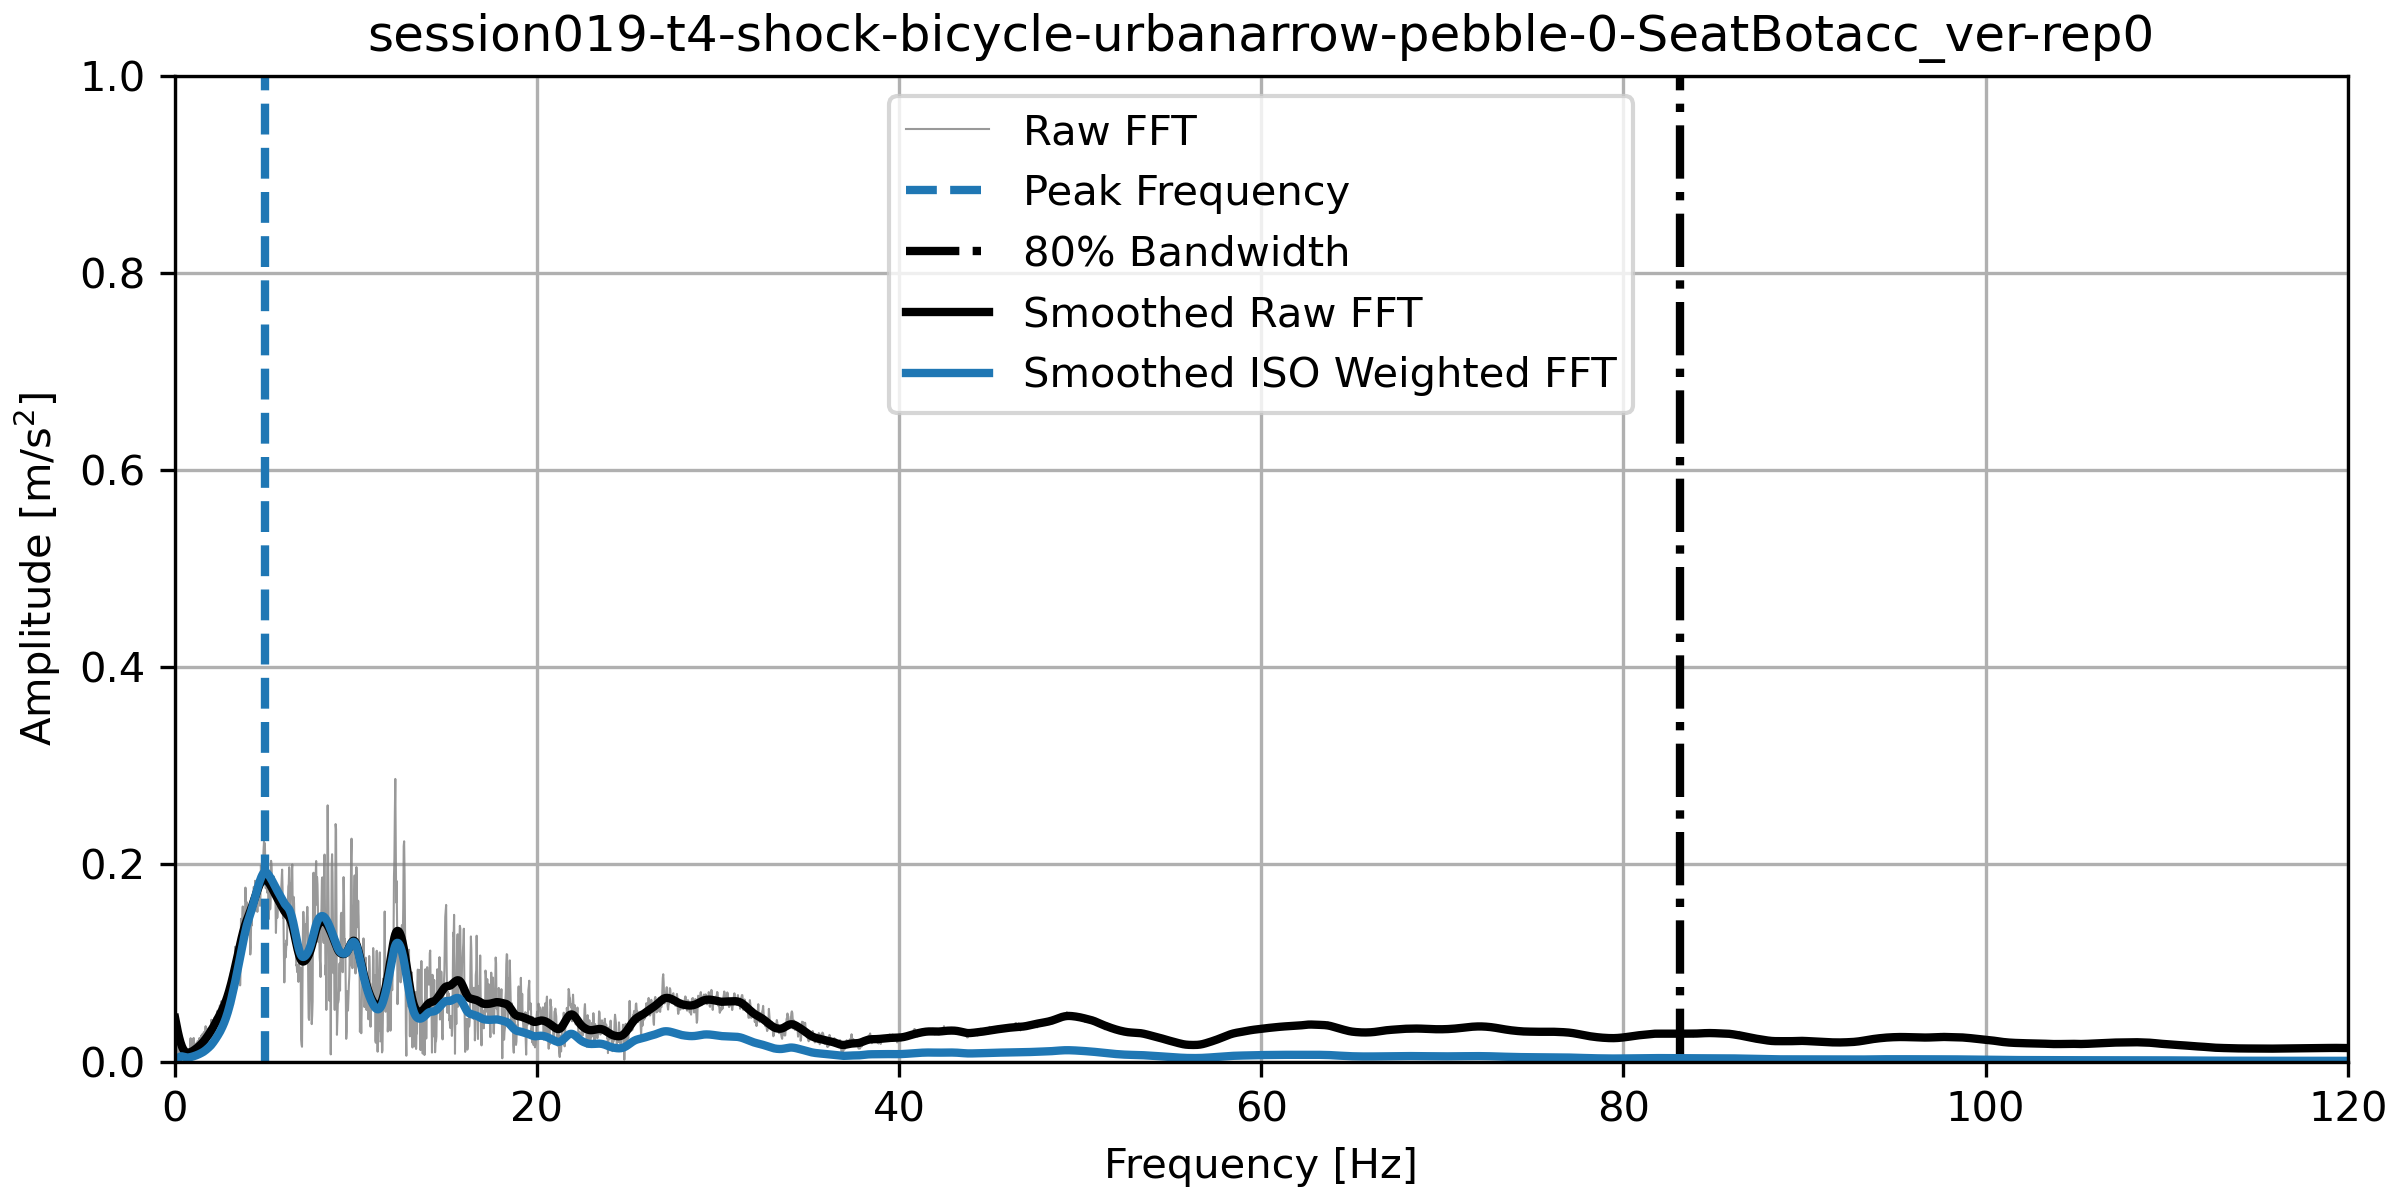 session019-t4-shock-bicycle-urbanarrow-pebble-0-SeatBotacc_ver-rep0
1.0
0.8
0.6
0.4
0.2
0.0
Amplitude [m/s²]
Raw FFT
Peak Frequency
80% Bandwidth
Smoothed Raw FFT
Smoothed ISO Weighted FFT
0 20 40 60 80 100 120
Frequency [Hz]